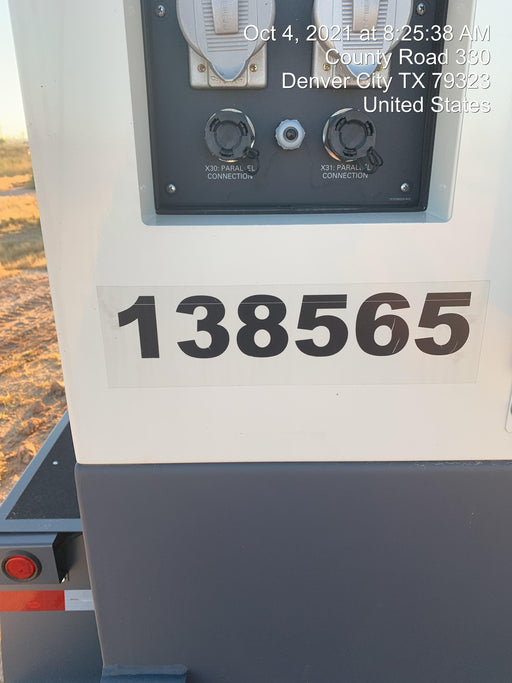 Oct 4, 2021 at 8:25:38 AM
County Road 330
Denver City TX 79323
United States
X30: PARALLEL
CONNECTION
X31: PARALLEL
CONNECTION
138565